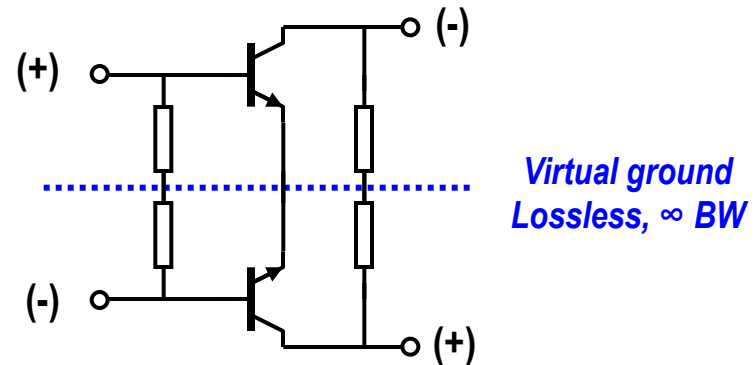 (-)
(+)
Virtual ground
Lossless, ∞ BW
(-)
(+)